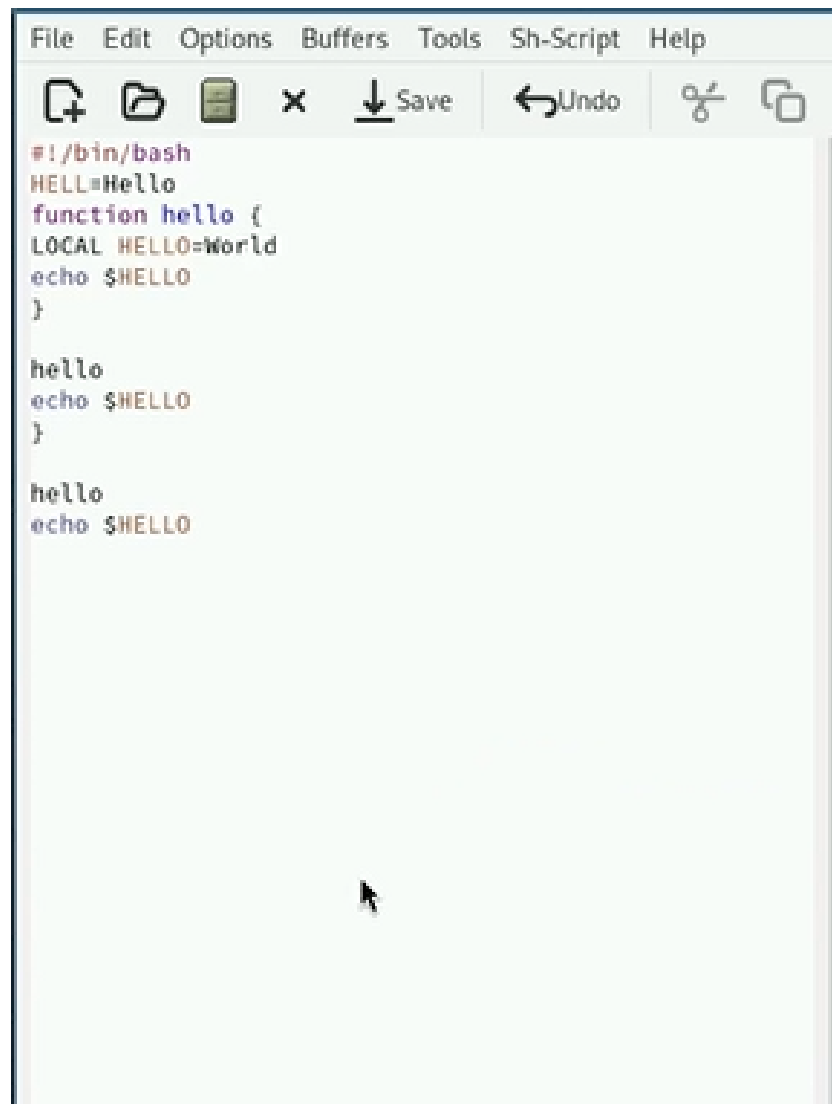 File Edit Options Buffers Tools Sh-Script Help
Save Undo
#!/bin/bash
HELL=Hello
function hello {
LOCAL HELLO=World
echo $HELLO
}
hello
echo $HELLO
}
hello
echo $HELLO